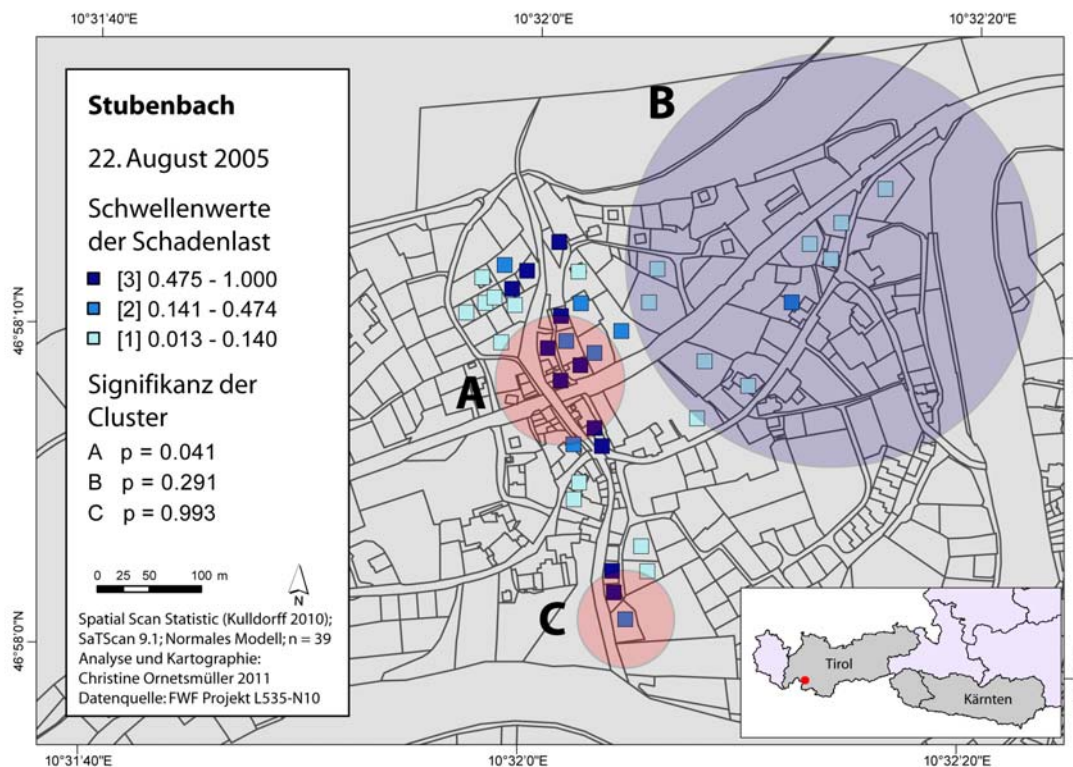 10°31'40"E
10°32'0"E
10°32'20"E
Stubenbach
22. August 2005
Schwellenwerte
der Schadenlast
[3] 0.475 - 1.000
[2] 0.141 - 0.474
[1] 0.013 - 0.140
Signifikanz der
Cluster
A p = 0.041
B p = 0.291
C p = 0.993
0 25 50 100 m
N
Spatial Scan Statistic (Kulldorff 2010);
SaTScan 9.1; Normales Modell; n = 39
Analyse und Kartographie:
Christine Ornetsmüller 2011
Datenquelle: FWF Projekt L535-N10
B
A
C
46°58'10"N
46°58'0"N
Tirol
Kärnten
10°31'40"E
10°32'0"E
10°32'20"E